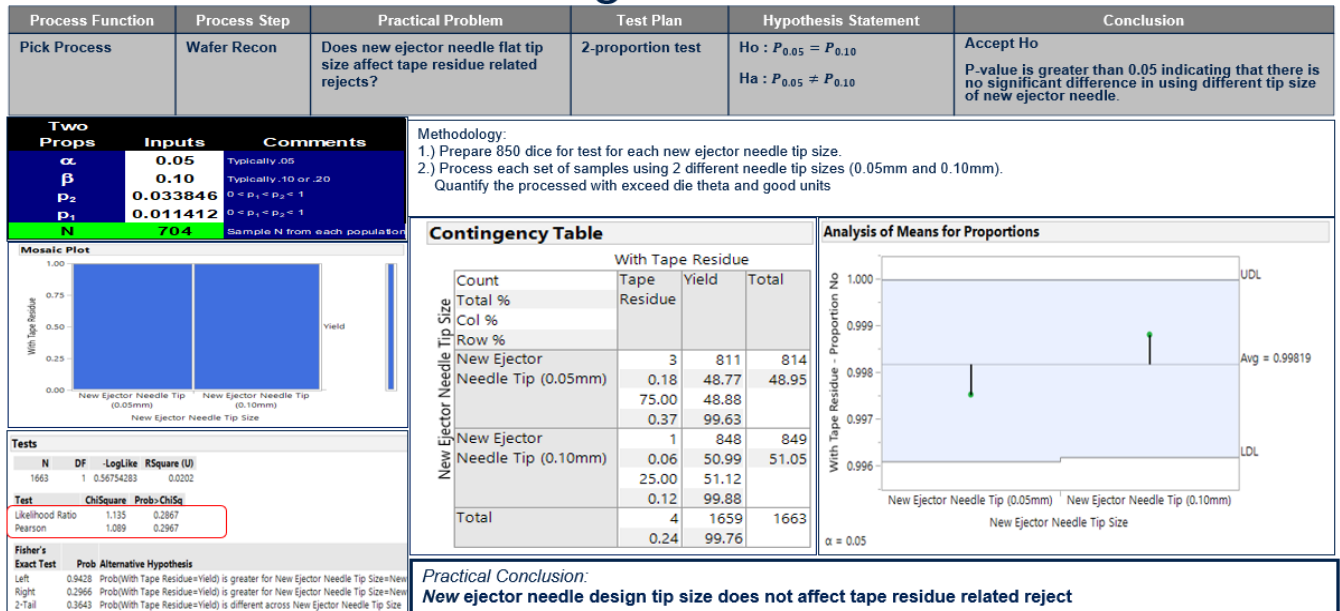 Process Function
Process Step
Practical Problem
Test Plan
Hypothesis Statement
Conclusion
Pick Process
Wafer Recon
Does new ejector needle flat tip
size affect tape residue related
rejects?
2-proportion test
Ho : P0.05 = P0.10
Ha : P0.05 ≠ P0.10
Accept Ho
P-value is greater than 0.05 indicating that there is
no significant difference in using different tip size
of new ejector needle.
Two
Props Inputs Comments
α 0.05 Typically .05
β 0.10 Typically .10 or .20
P2 0.033846 0 < p1 < p2 < 1
P1 0.011412 0 < p1 < p2 < 1
N 704 Sample N from each population
Methodology:
1.) Prepare 850 dice for test for each new ejector needle tip size.
2.) Process each set of samples using 2 different needle tip sizes (0.05mm and 0.10mm).
Quantify the processed with exceed die theta and good units
Mosaic Plot
With Tape Residue
1.00
0.75
0.50
0.25
0.00
Yield
New Ejector Needle Tip
(0.05mm)
New Ejector Needle Tip
(0.10mm)
New Ejector Needle Tip Size
Tests
N DF -LogLike RSquare (U)
1663 1 0.56754283 0.0202
Test ChiSquare Prob>ChiSq
Likelihood Ratio 1.135 0.2867
Pearson 1.089 0.2967
Fisher's
Exact Test Prob Alternative Hypothesis
Left 0.9428 Prob(With Tape Residue=Yield) is greater for New Ejector Needle Tip Size=New
Right 0.2966 Prob(With Tape Residue=Yield) is greater for New Ejector Needle Tip Size=New
2-Tail 0.3643 Prob(With Tape Residue=Yield) is different across New Ejector Needle Tip Size
Contingency Table
With Tape Residue
New Ejector Needle Tip Size
Count Tape Yield Total
Total % Residue
Col %
Row %
New Ejector 3 811 814
Needle Tip (0.05mm) 0.18 48.77 48.95
75.00 48.88
0.37 99.63
New Ejector 1 848 849
Needle Tip (0.10mm) 0.06 50.99 51.05
25.00 51.12
0.12 99.88
Total 4 1659 1663
0.24 99.76
Analysis of Means for Proportions
With Tape Residue - Proportion No
1.000
0.999
0.998
0.997
0.996
UDL
Avg = 0.99819
LDL
New Ejector Needle Tip (0.05mm)
New Ejector Needle Tip (0.10mm)
New Ejector Needle Tip Size
α = 0.05
Practical Conclusion:
New ejector needle design tip size does not affect tape residue related reject